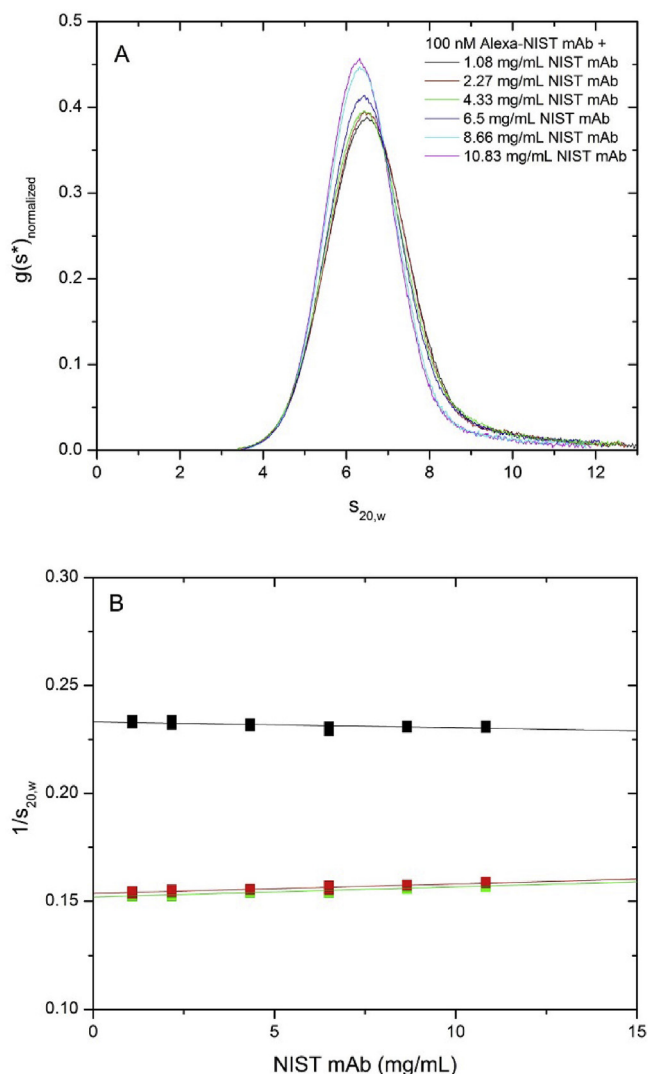 A
100 nM Alexa-NIST mAb +
1.08 mg/mL NIST mAb
2.27 mg/mL NIST mAb
4.33 mg/mL NIST mAb
6.5 mg/mL NIST mAb
8.66 mg/mL NIST mAb
10.83 mg/mL NIST mAb
0.5
0.4
0.3
0.2
0.1
0.0
g(s*)normalized
0 2 4 6 8 10 12
s20,w
B
0.30
0.25
0.20
0.15
0.10
1/s20,w
0 5 10 15
NIST mAb (mg/mL)